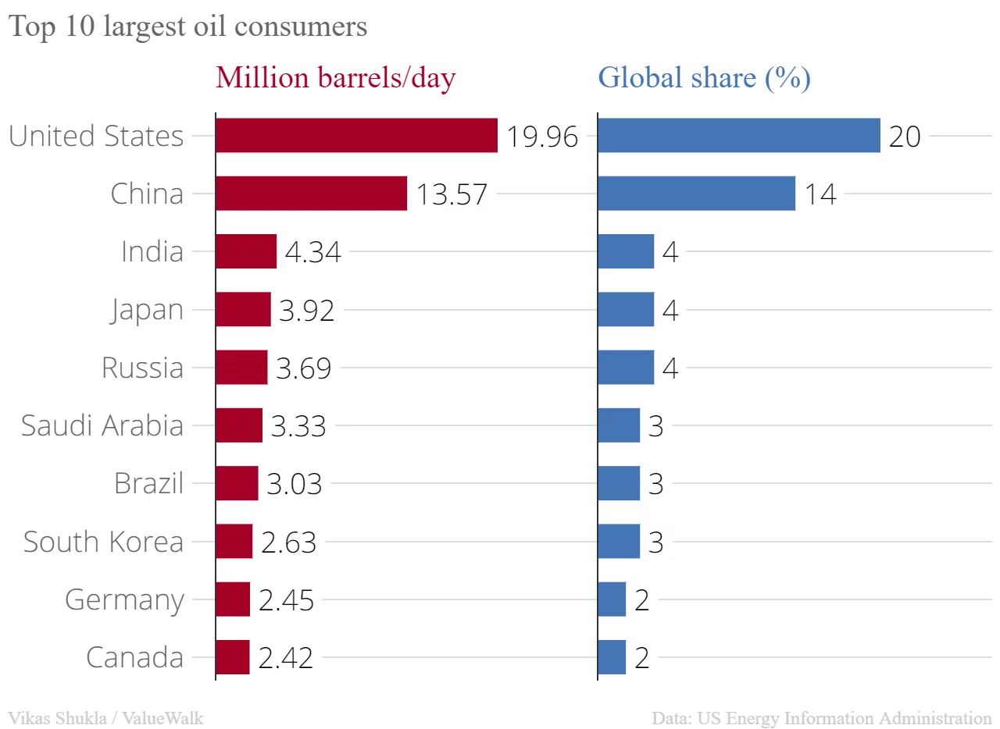 Top 10 largest oil consumers
Million barrels/day Global share (%)
United States 19.96 20
China 13.57 14
India 4.34 4
Japan 3.92 4
Russia 3.69 4
Saudi Arabia 3.33 3
Brazil 3.03 3
South Korea 2.63 3
Germany 2.45 2
Canada 2.42 2
Vikas Shukla / ValueWalk Data: US Energy Information Administration